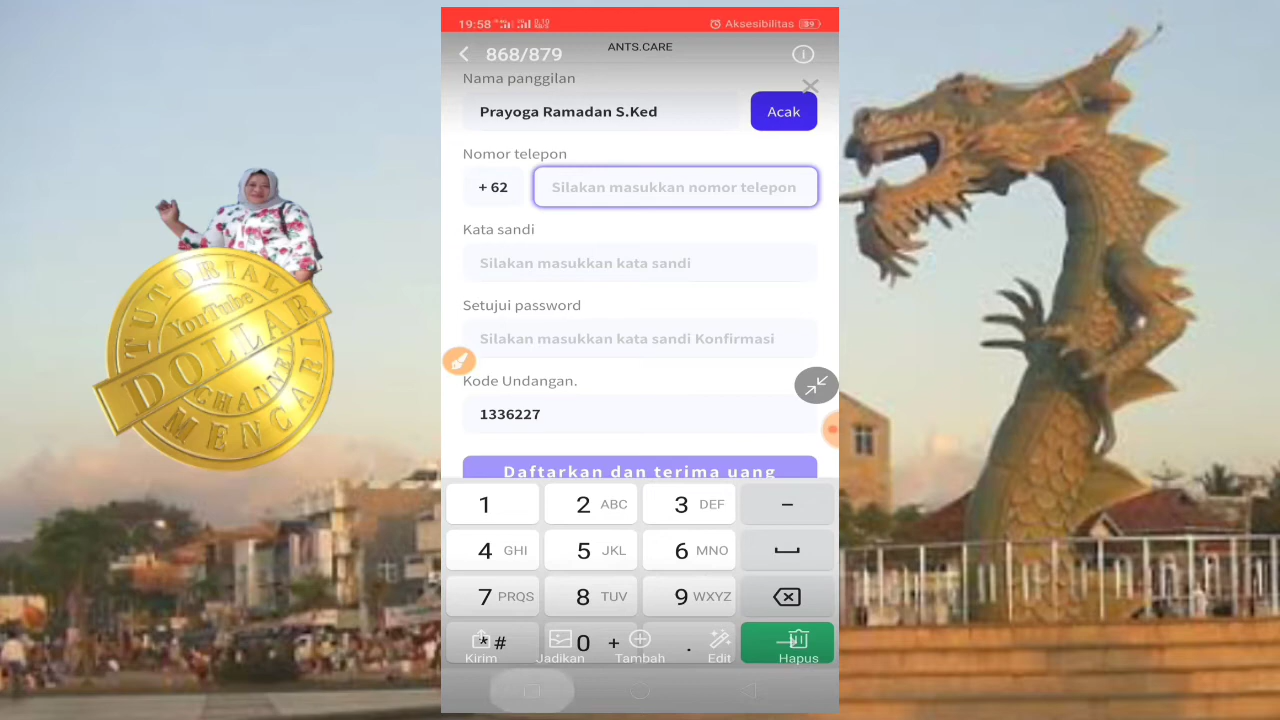 TUTORIAL
YouTube
DOLLAR
CHANNEL
MENCARI
19:58
Aksesibilitas
39
868/879
ANTS.CARE
Nama panggilan
Prayoga Ramadan S.Ked
Acak
Nomor telepon
+ 62
Silakan masukkan nomor telepon
Kata sandi
Silakan masukkan kata sandi
Setujui password
Silakan masukkan kata sandi Konfirmasi
Kode Undangan.
1336227
Daftarkan dan terima uang
1 2 ABC 3 DEF -
4 GHI 5 JKL 6 MNO
7 PRQS 8 TUV 9 WXYZ
*# 0 + .
Kirim Jadikan Tambah Edit Hapus